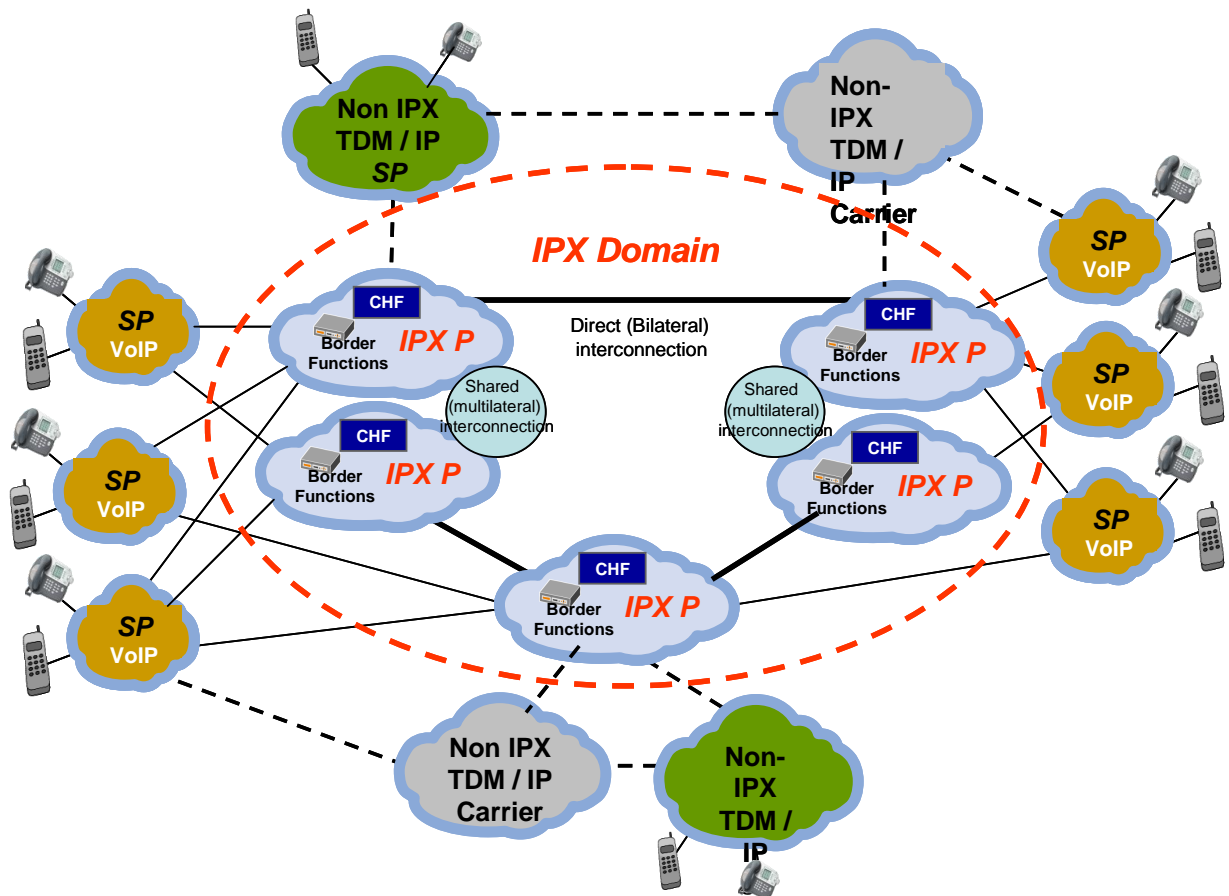 Non IPX
TDM / IP
SP
Non-
IPX
TDM /
IP
Carrier
IPX Domain
SP
VoIP
CHF
IPX P
Border
Functions
Direct (Bilateral)
interconnection
CHF
IPX P
Border
Functions
SP
VoIP
Shared
(multilateral)
interconnection
Shared
(multilateral)
interconnection
SP
VoIP
CHF
IPX P
Border
Functions
CHF
IPX P
Border
Functions
SP
VoIP
SP
VoIP
CHF
IPX P
Border
Functions
SP
VoIP
Non IPX
TDM / IP
Carrier
Non-
IPX
TDM /
IP